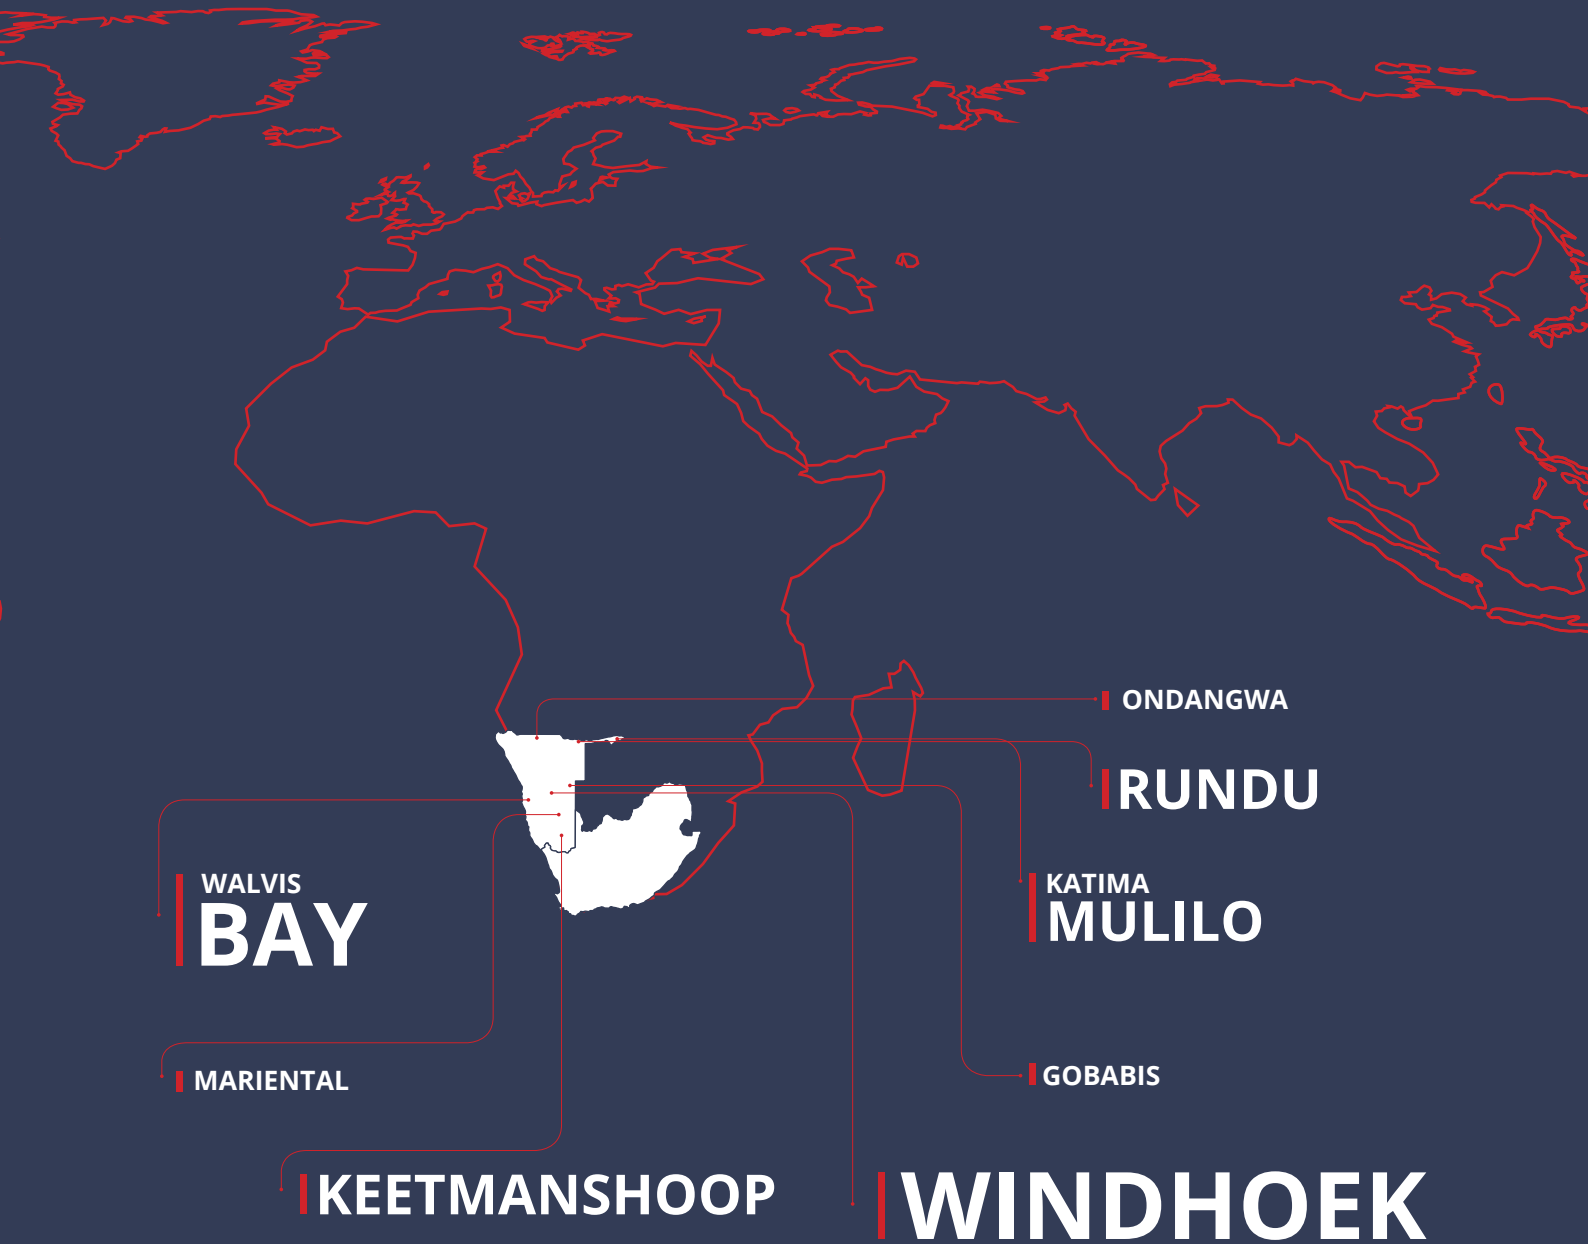 ONDANGWA
RUNDU
WALVIS
BAY
KATIMA
MULILO
MARIENTAL
GOBABIS
KEETMANSHOOP
WINDHOEK